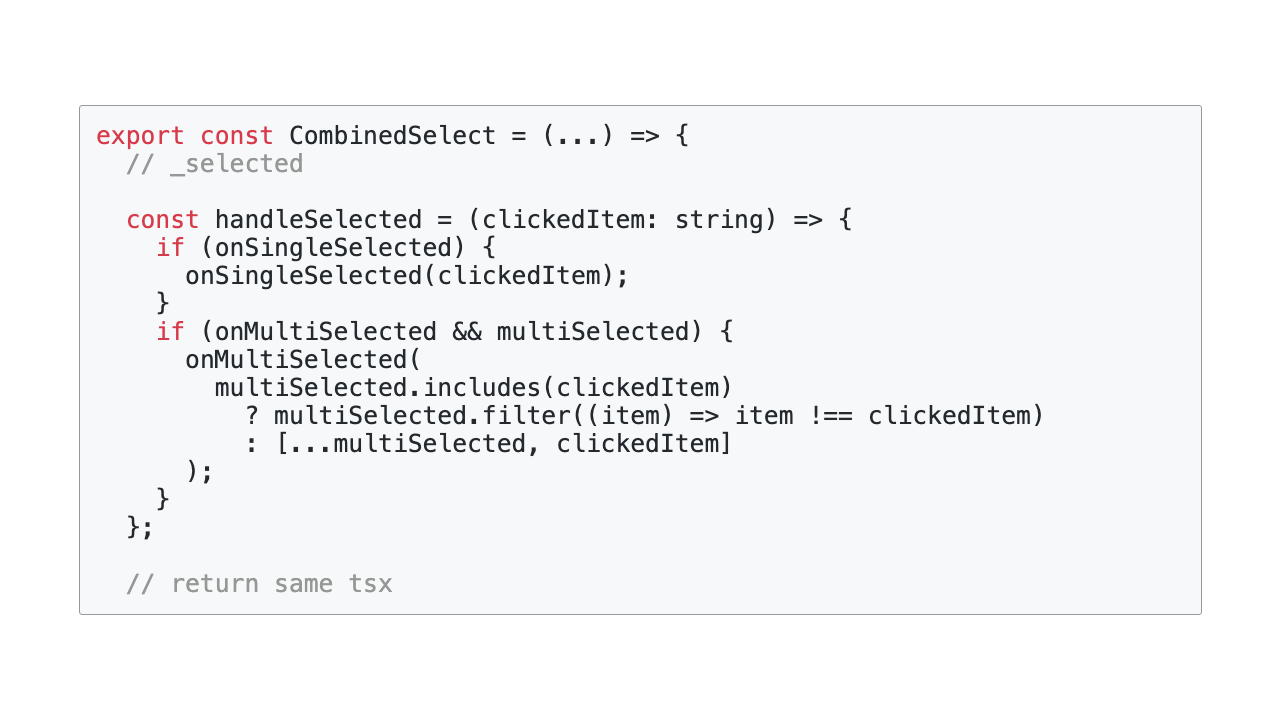 export const CombinedSelect = (...) => {
  // _selected

  const handleSelected = (clickedItem: string) => {
    if (onSingleSelected) {
      onSingleSelected(clickedItem);
    }
    if (onMultiSelected && multiSelected) {
      onMultiSelected(
        multiSelected.includes(clickedItem)
          ? multiSelected.filter((item) => item !== clickedItem)
          : [...multiSelected, clickedItem]
      );
    }
  };

  // return same tsx